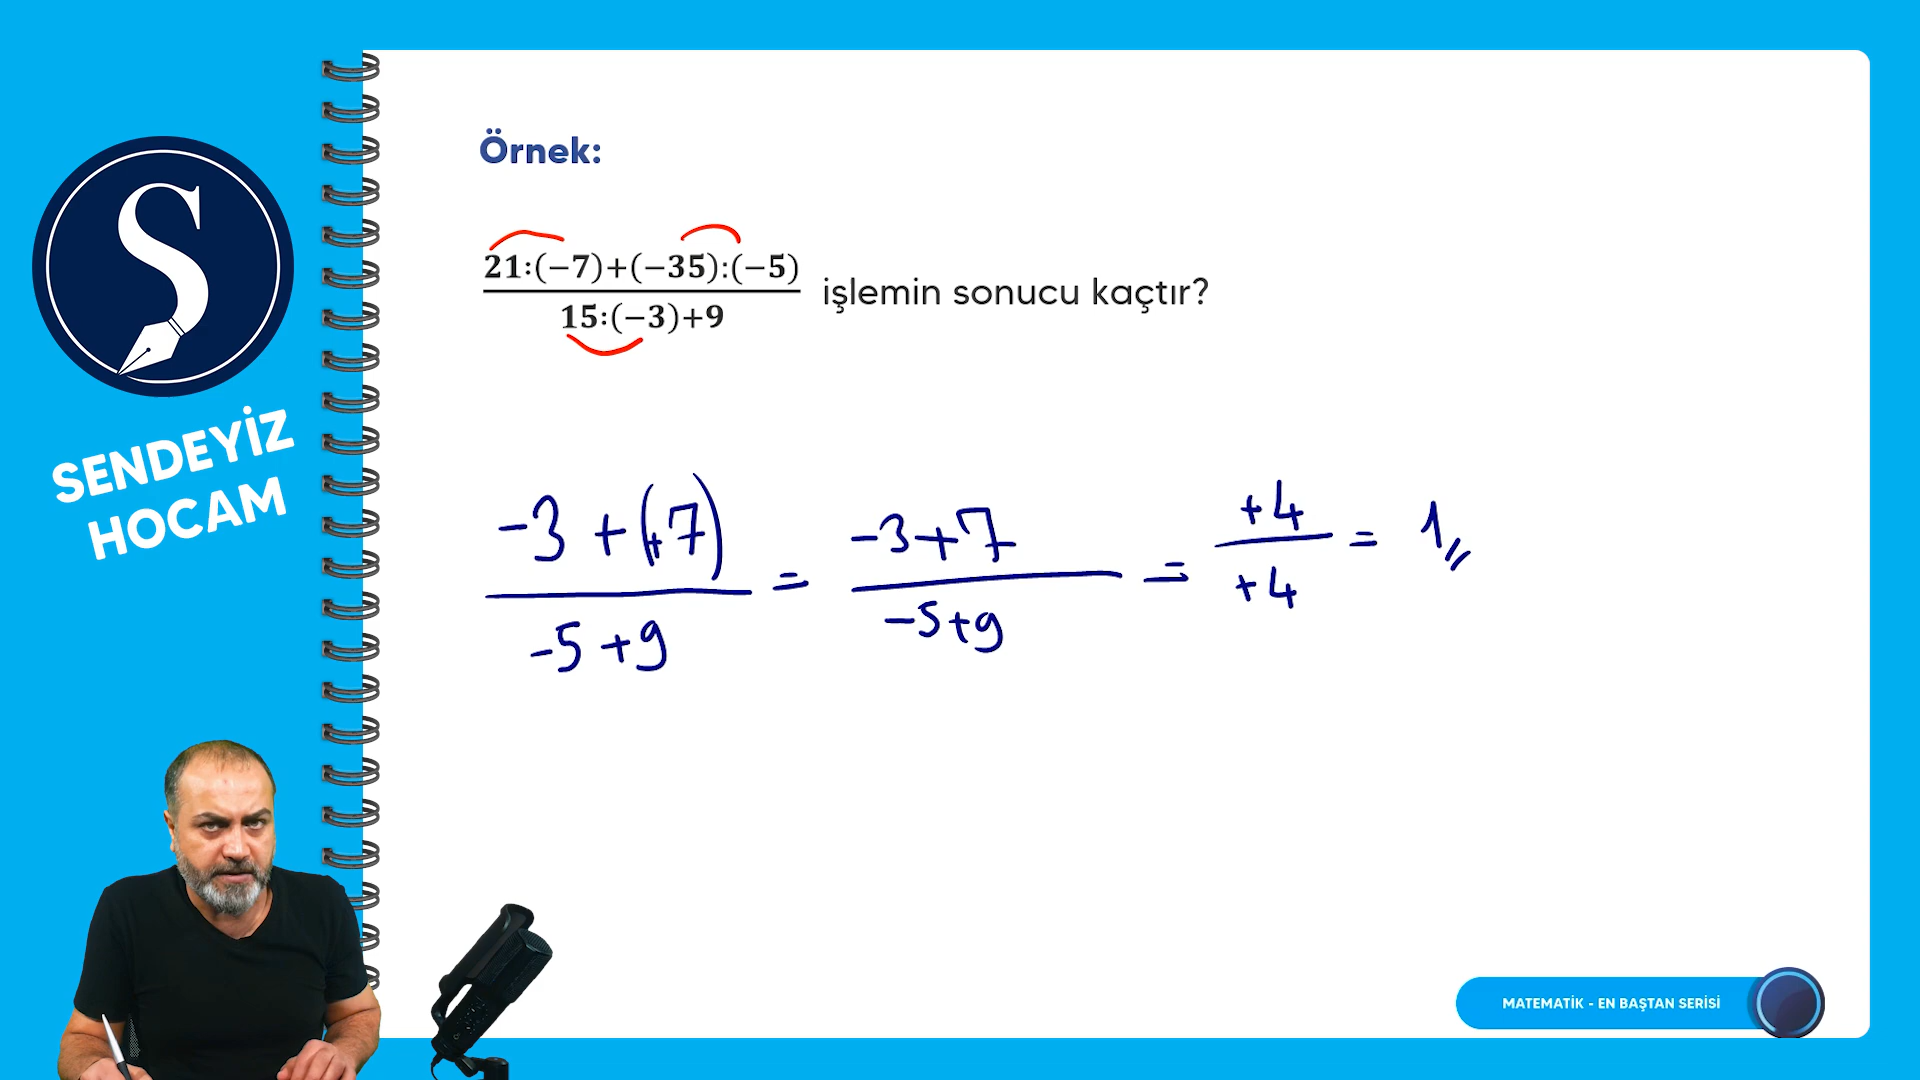 S
SENDEYİZ
HOCAM
Örnek:
21:(−7)+(−35):(−5)
15:(−3)+9
işlemin sonucu kaçtır?
-3 + (+7)
-5 + 9
=
-3+7
-5+9
=
+4
+4
= 1
MATEMATİK - EN BAŞTAN SERİSİ